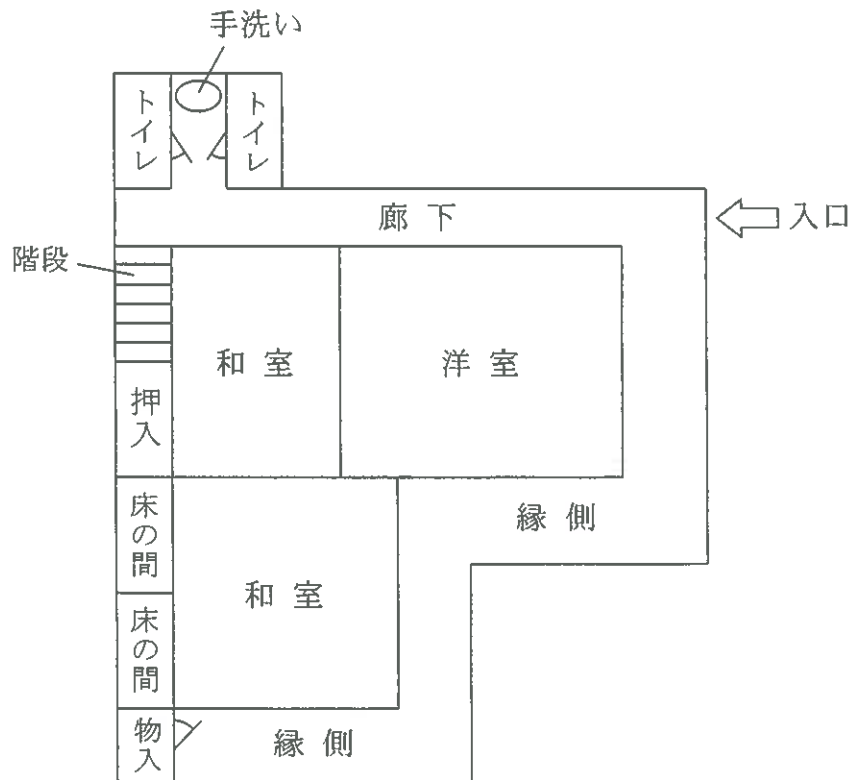 手洗い
トイレ
トイレ
廊下
入口
階段
和室
洋室
押入
床の間
縁側
和室
床の間
物入
縁側